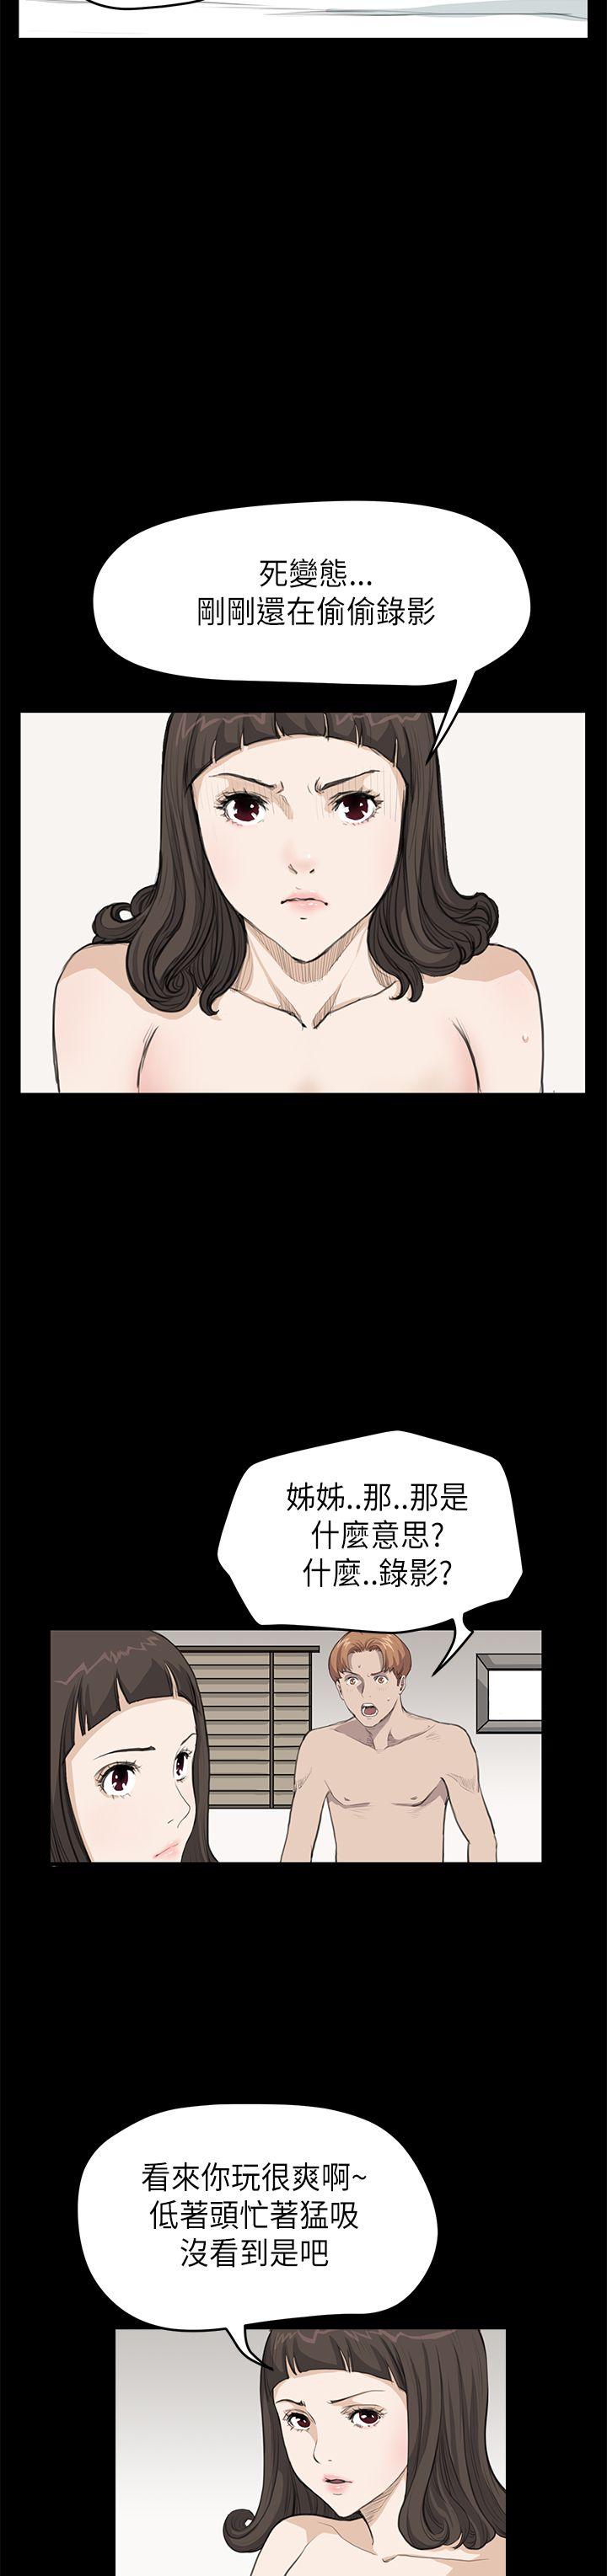 死變態...
剛剛還在偷偷錄影
姊姊..那..那是
什麼意思?
什麼..錄影?
看來你玩很爽啊~
低著頭忙著猛吸
沒看到是吧